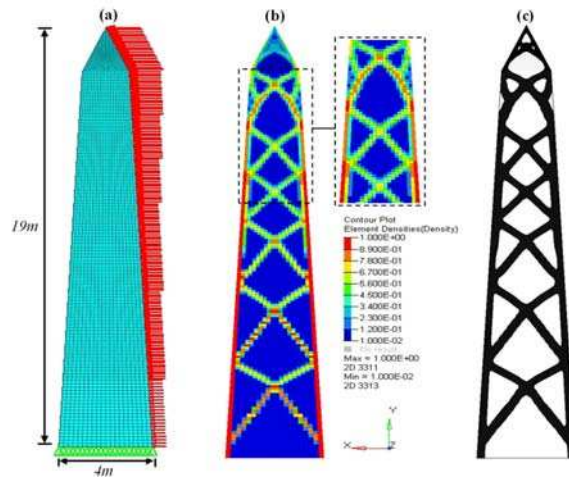 (a)
(b)
(c)
19m
4m
Contour Plot
Element Densities(Density)
1.000E+00
8.900E-01
7.800E-01
6.700E-01
5.600E-01
4.500E-01
3.400E-01
2.300E-01
1.200E-01
1.000E-02
No result
Max = 1.000E+00
2D 3311
Min = 1.000E-02
2D 3313
Y
X
Z